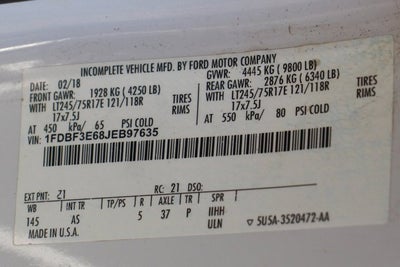 INCOMPLETE VEHICLE MFD. BY FORD MOTOR COMPANY
DATE: 02/18 GVWR: 4445 KG ( 9800 LB)
FRONT GAWR: 1928 KG ( 4250 LB) REAR GAWR: 2876 KG ( 6340 LB)
LT245/75R17E 121/118R TIRES LT245/75R17E 121/118R TIRES
17x7.5J RIMS 17x7.5J RIMS
AT 450 kPa/ 65 PSI COLD AT 550 kPa/ 80 PSI COLD
VIN: 1FDBF3E68JEB97635
EXT PNT: Z1 RC: 21 DSO:
WB INT TR TP/PS R AXLE TR SPR
145 AS 5 37 P IIHH
MADE IN U.S.A. ULN ▽ 5U5A-3520472-AA